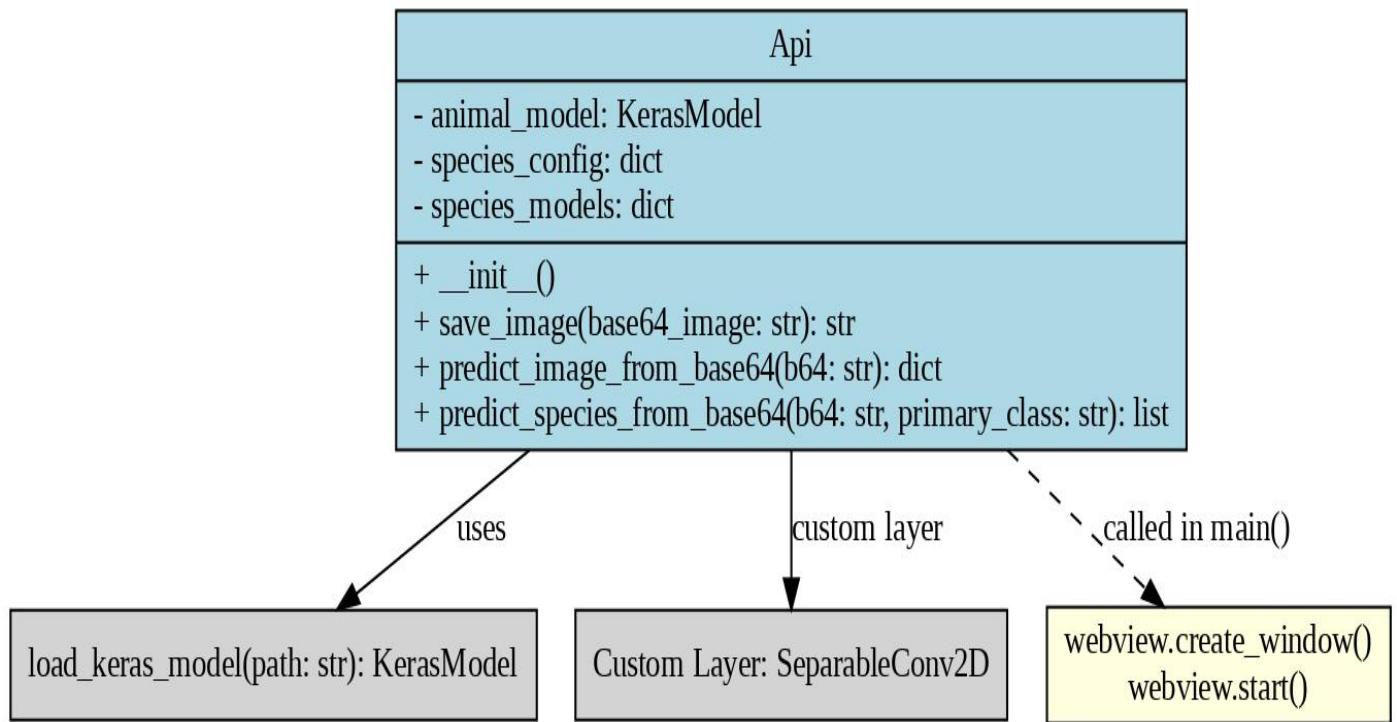 Api
- animal_model: KerasModel
- species_config: dict
- species_models: dict
+ __init__()
+ save_image(base64_image: str): str
+ predict_image_from_base64(b64: str): dict
+ predict_species_from_base64(b64: str, primary_class: str): list
uses
custom layer
called in main()
load_keras_model(path: str): KerasModel
Custom Layer: SeparableConv2D
webview.create_window()
webview.start()